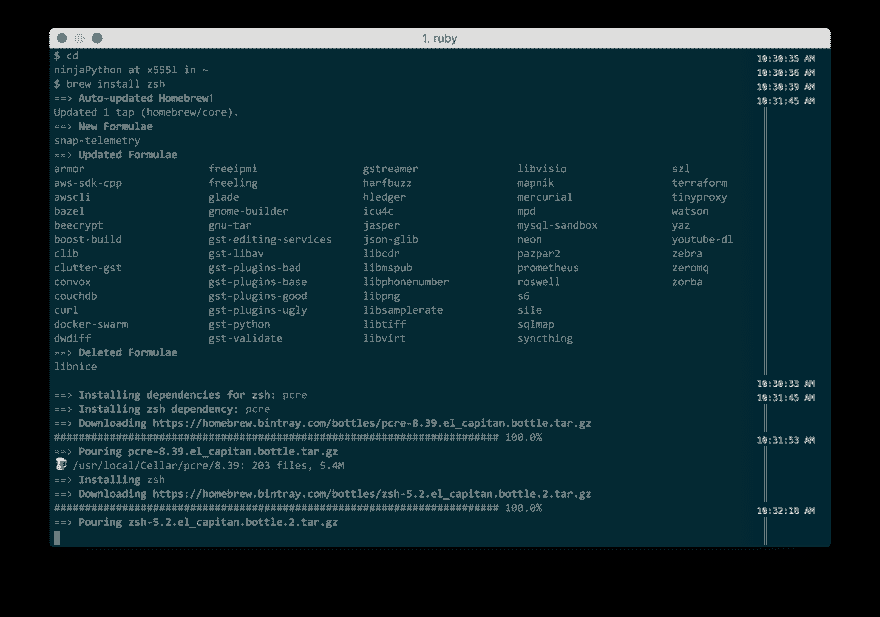 1. ruby
$ cd 10:30:35 AM
ninjaPython at x5551 in ~ 10:30:36 AM
$ brew install zsh 10:30:39 AM
==> Auto-updated Homebrew! 10:31:45 AM
Updated 1 tap (homebrew/core).
==> New Formulae
snap-telemetry
==> Updated Formulae
armor freeipmi gstreamer libvisio szl
aws-sdk-cpp freeling harfbuzz mapnik terraform
awscli glade hledger mercurial tinyproxy
bazel gnome-builder icu4c mpd watson
beecrypt gnu-tar jasper mysql-sandbox yaz
boost-build gst-editing-services json-glib neon youtube-dl
clib gst-libav libcdr pazpar2 zebra
clutter-gst gst-plugins-bad libmspub prometheus zeromq
convox gst-plugins-base libphonenumber roswell zorba
couchdb gst-plugins-good libpng s6
curl gst-plugins-ugly libsamplerate sile
docker-swarm gst-python libtiff sqlmap
dwdiff gst-validate libvirt syncthing
==> Deleted Formulae
libnice
10:30:33 AM
==> Installing dependencies for zsh: pcre 10:31:45 AM
==> Installing zsh dependency: pcre
==> Downloading https://homebrew.bintray.com/bottles/pcre-8.39.el_capitan.bottle.tar.gz
######################################################################## 100.0% 10:31:53 AM
==> Pouring pcre-8.39.el_capitan.bottle.tar.gz
🍺 /usr/local/Cellar/pcre/8.39: 203 files, 5.4M
==> Installing zsh
==> Downloading https://homebrew.bintray.com/bottles/zsh-5.2.el_capitan.bottle.2.tar.gz
######################################################################## 100.0% 10:32:18 AM
==> Pouring zsh-5.2.el_capitan.bottle.2.tar.gz